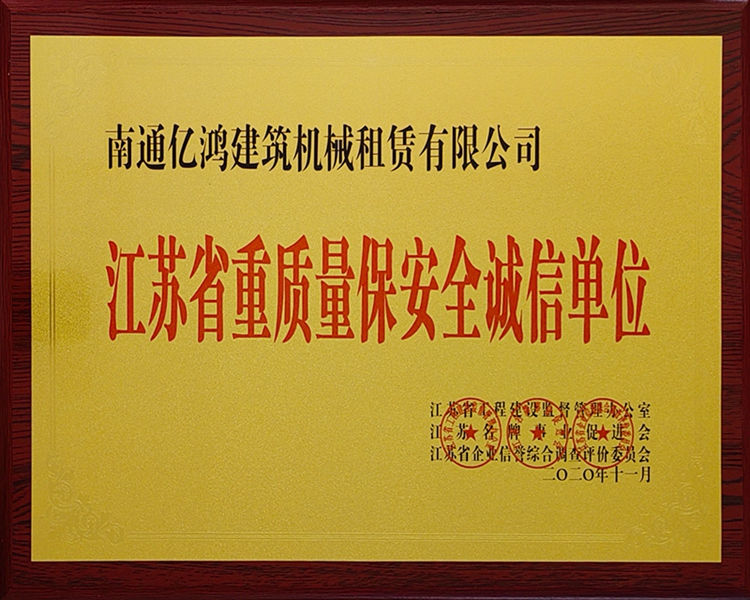 南通亿鸿建筑机械租赁有限公司
江苏省重质量保安全诚信单位
江苏省工程建设监督管理办公室
江苏名牌事业促进会
江苏省企业信誉综合调查评价委员会
二〇二〇年十一月